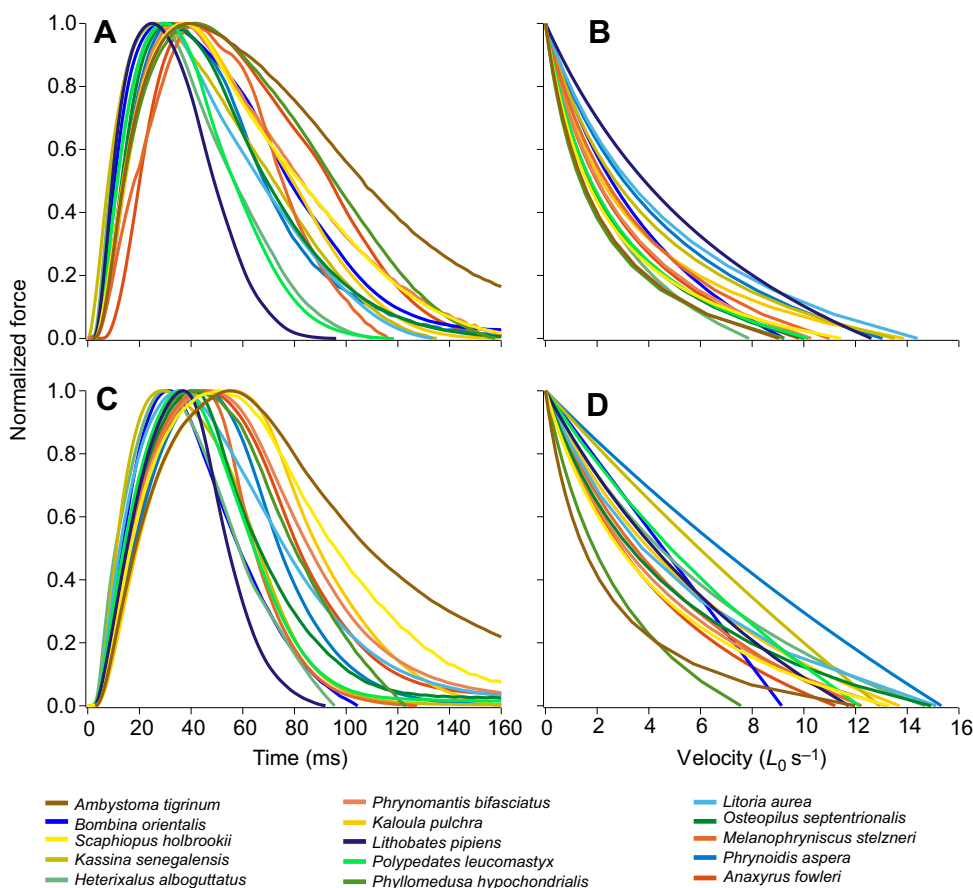 A
B
Normalized force
1.0
0.8
0.6
0.4
0.2
0.0
C
D
1.0
0.8
0.6
0.4
0.2
0.0
0 20 40 60 80 100 120 140 160
0 2 4 6 8 10 12 14 16
Time (ms)
Velocity (L0 s–1)
Ambystoma tigrinum
Bombina orientalis
Scaphiopus holbrookii
Kassina senegalensis
Heterixalus alboguttatus
Phrynomantis bifasciatus
Kaloula pulchra
Lithobates pipiens
Polypedates leucomastyx
Phyllomedusa hypochondrialis
Litoria aurea
Osteopilus septentrionalis
Melanophryniscus stelzneri
Phrynoidis aspera
Anaxyrus fowleri